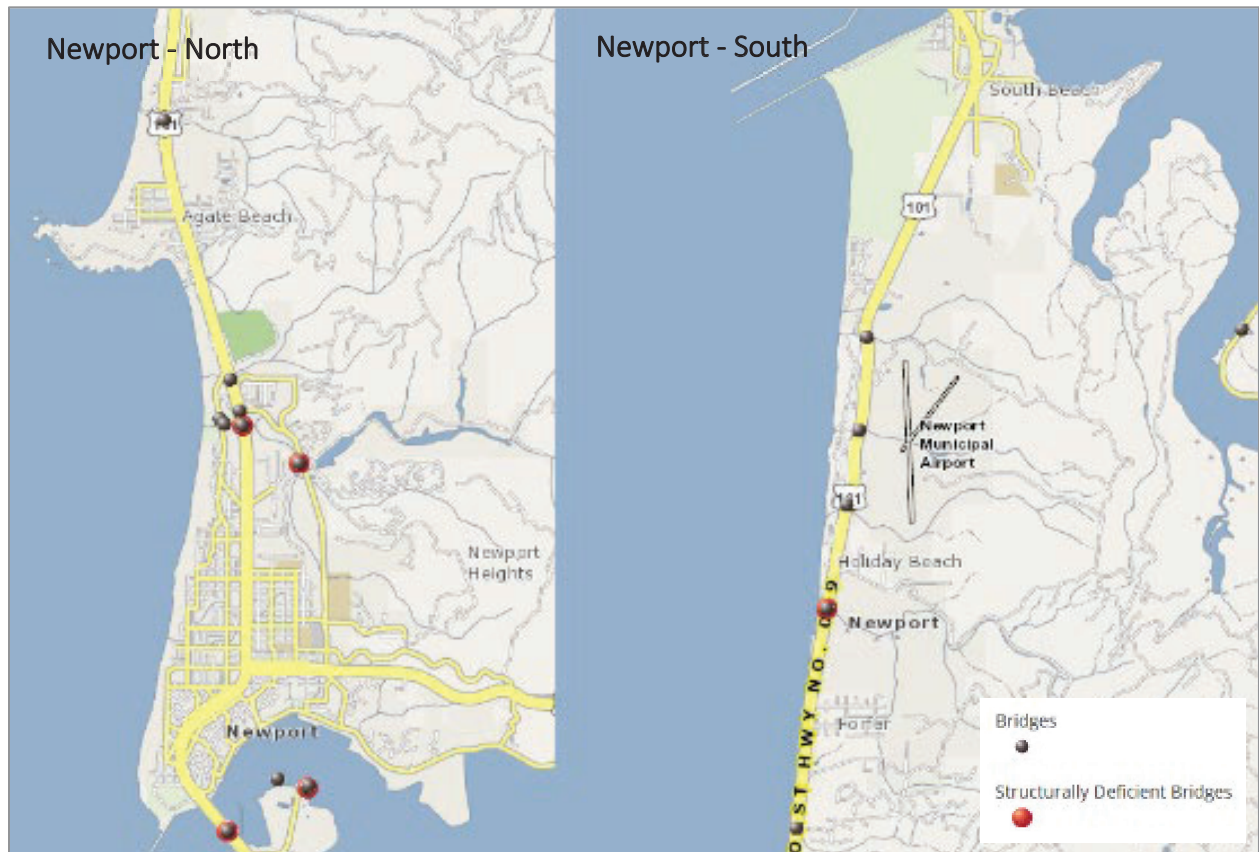 Newport - North
101
Agate Beach
Newport
Heights
Newport
Newport - South
South Beach
101
Newport
Municipal
Airport
101
Holiday Beach
Newport
OST HWY NO.
9
Forfar
Bridges
Structurally Deficient Bridges